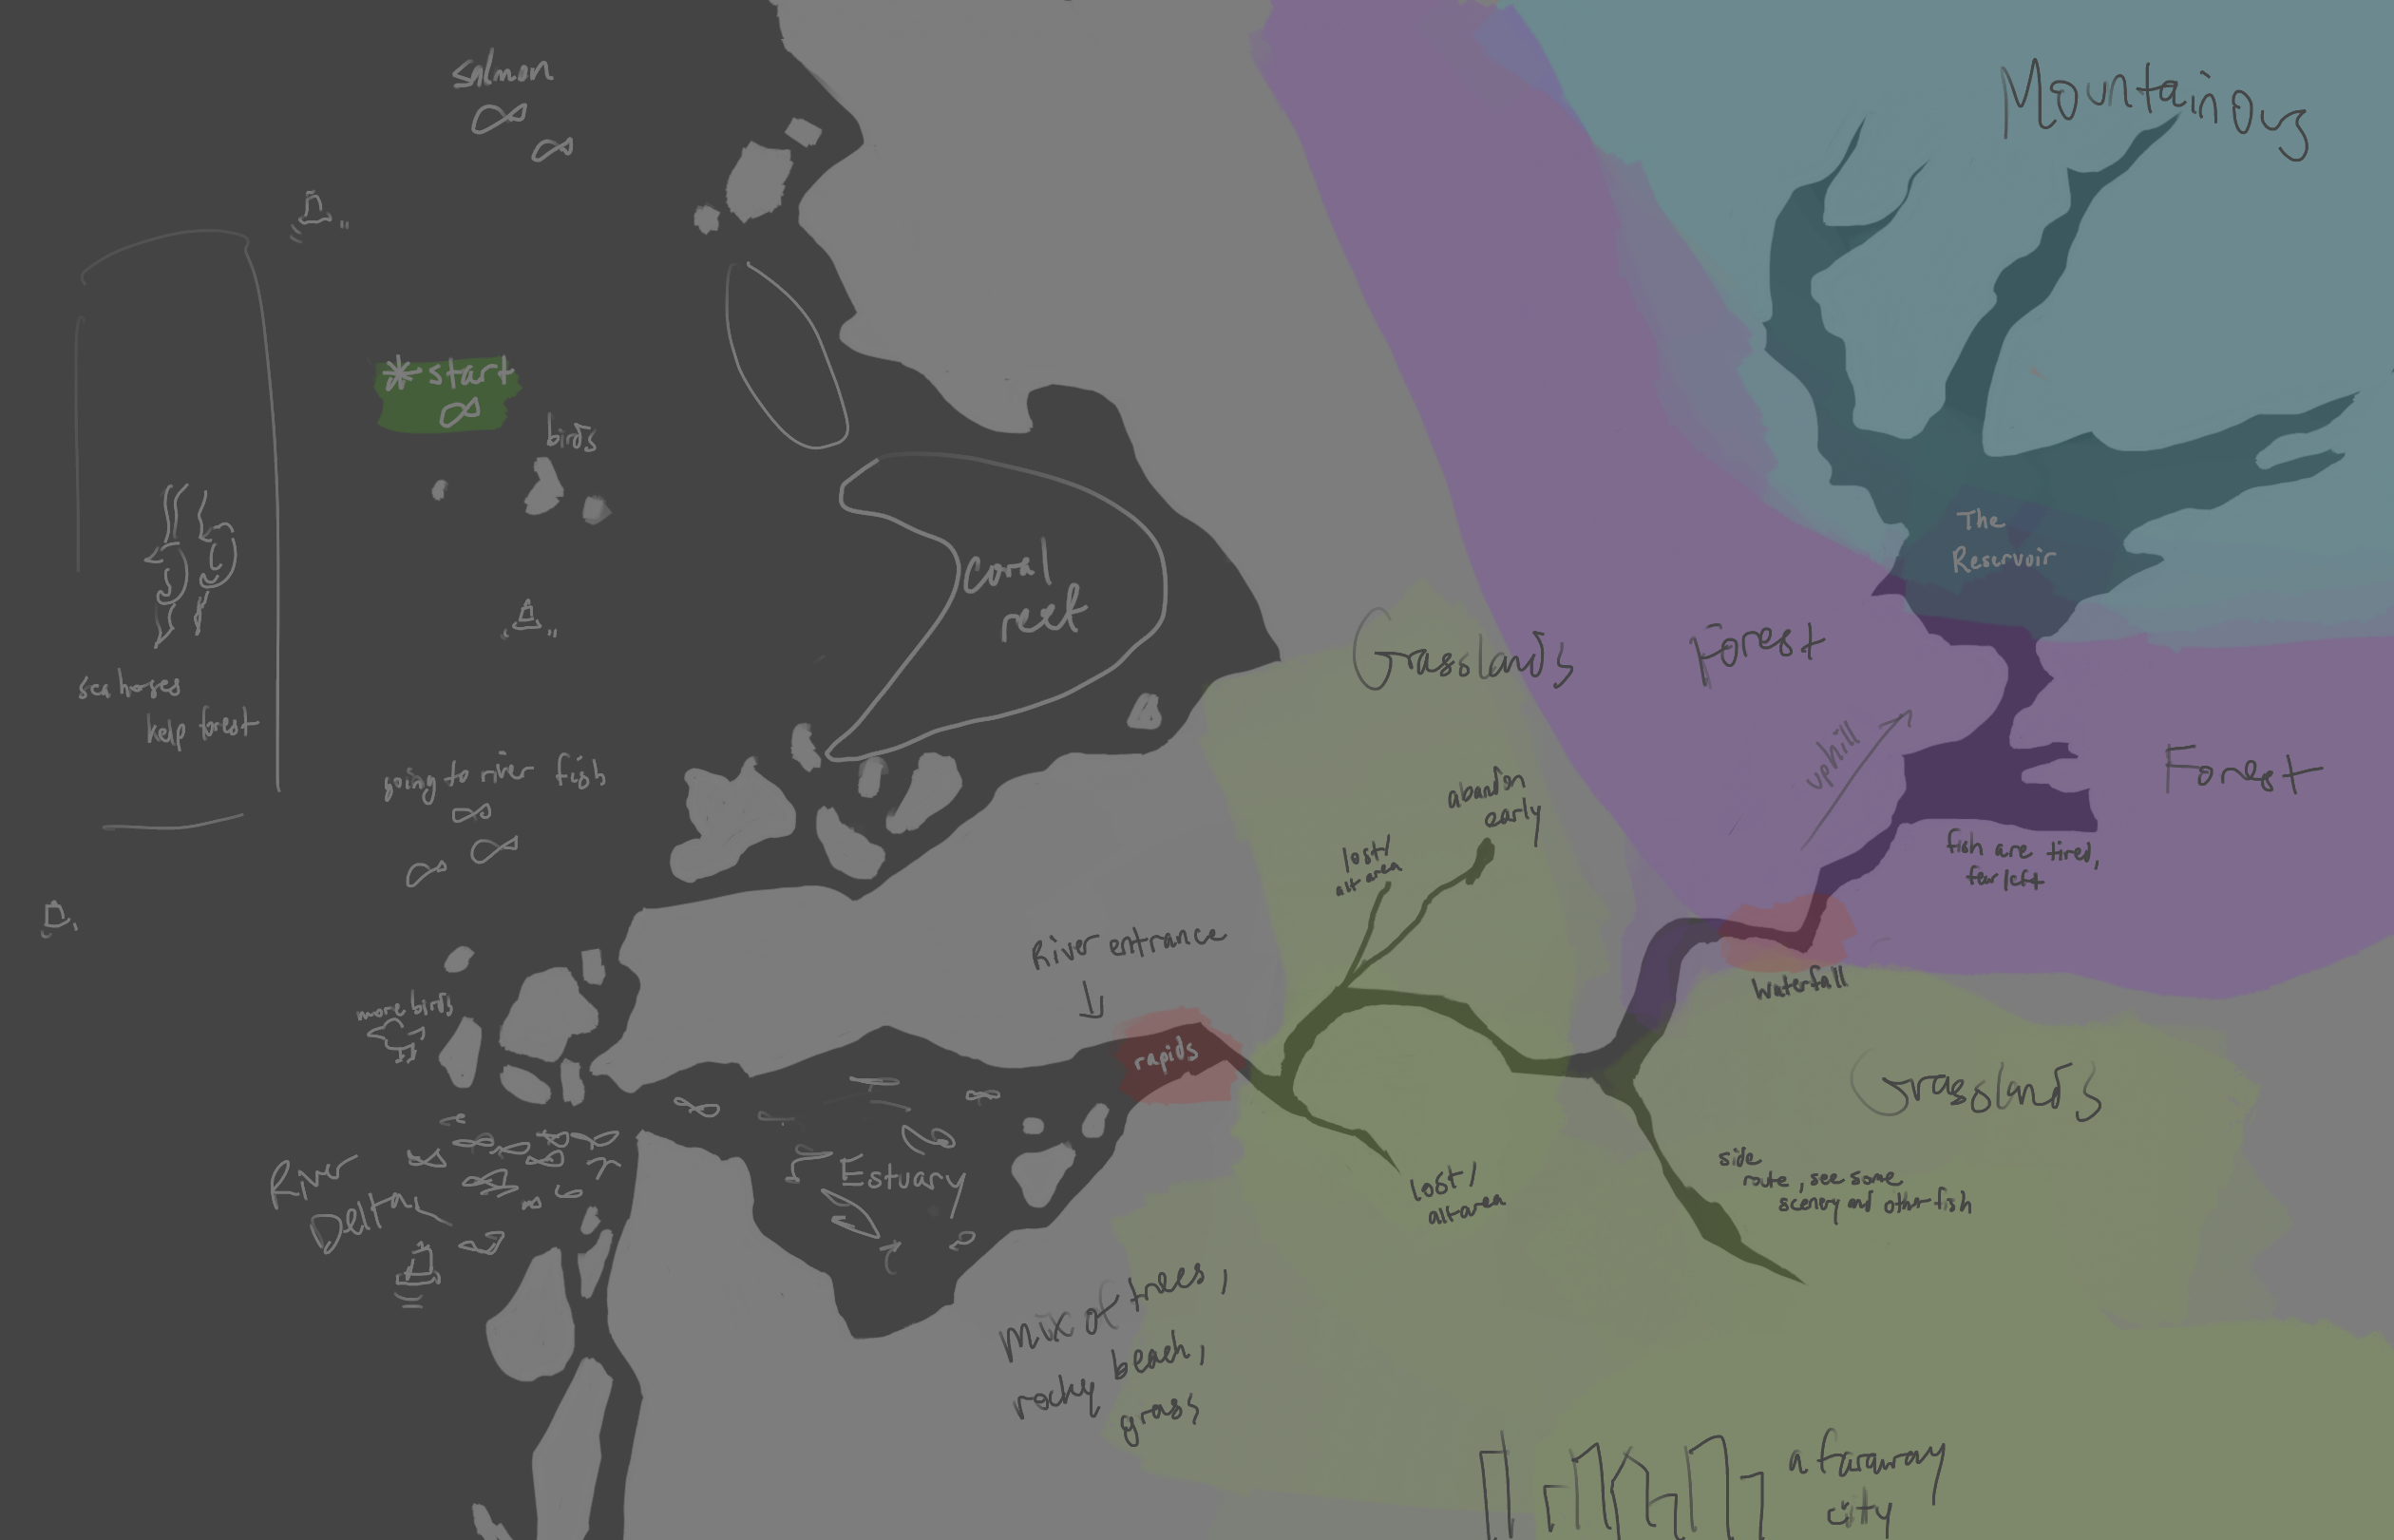 Salmon
* start
birds
coral
reef
sea horses
kelp forest
going to river fish
more birds
River
Delta
Estuary
River entrance
rapids
mix of trees,
rocky beach,
grass
Grasslands
lost/
alt area
abandon
early
lost/
alt area
Forest
uphill
Mountainous
The
Reservoir
Forest
fish are tired,
few left
waterfall
Grasslands
side
route, see some
scenery and other fish
a faraway
city